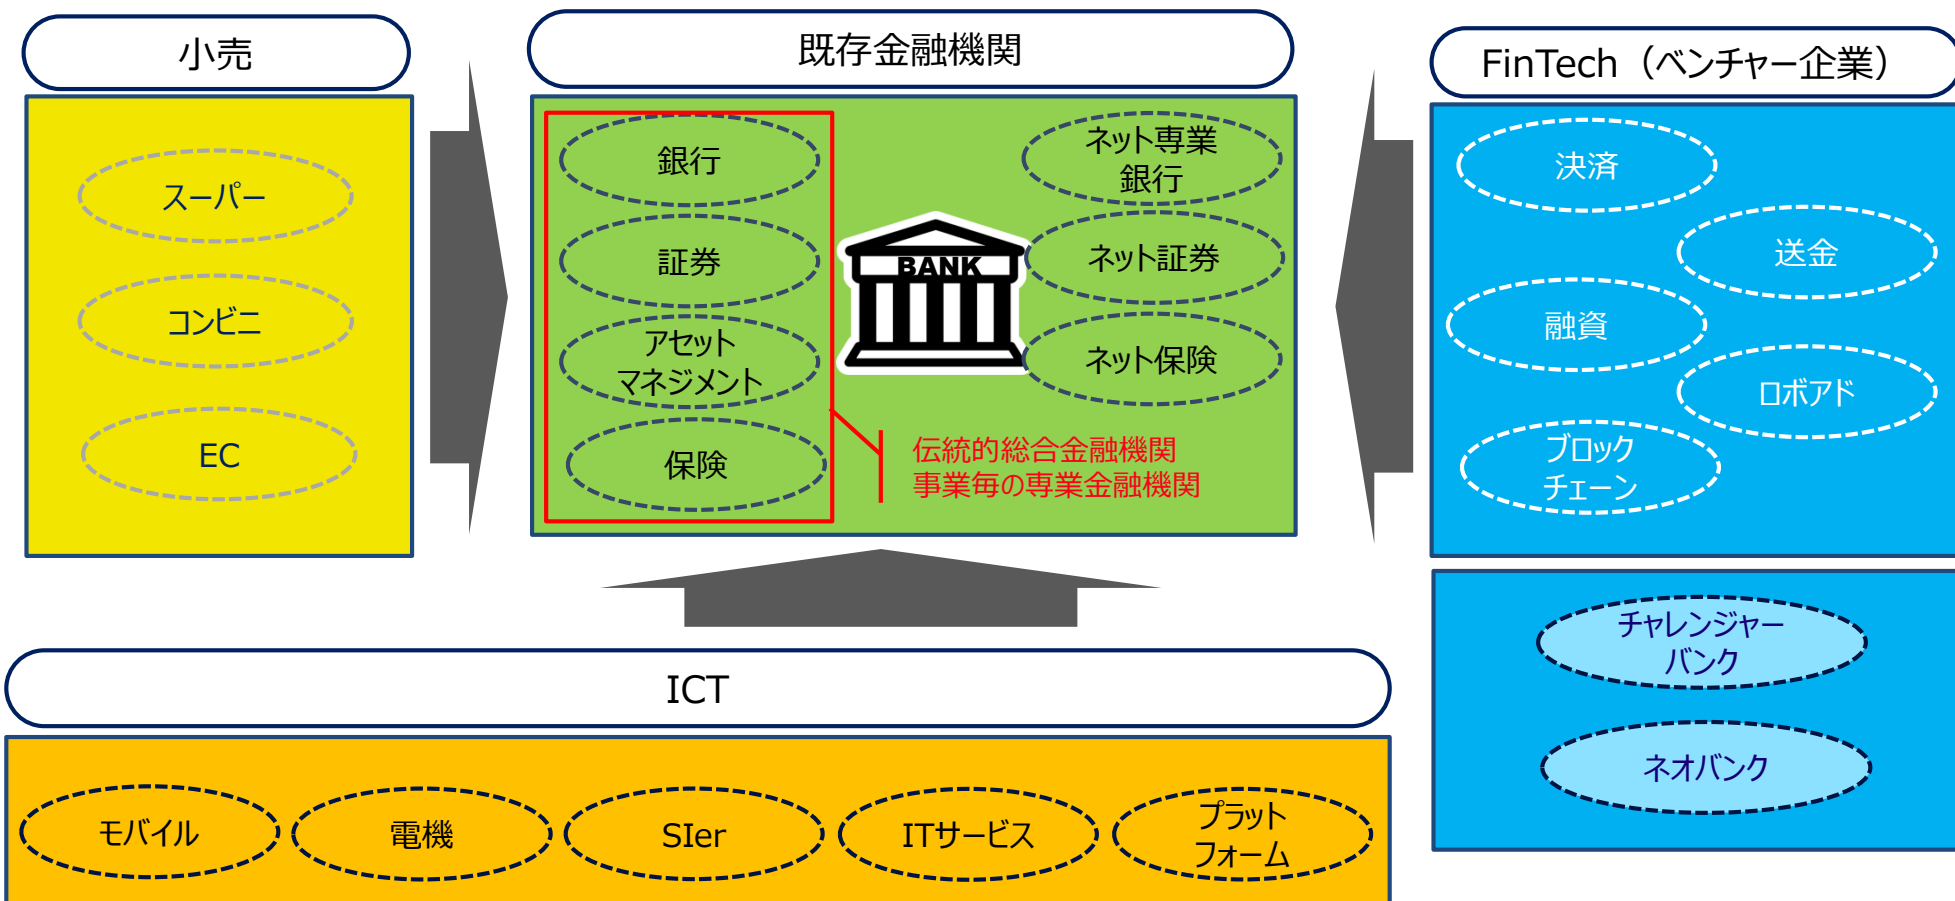 小売
スーパー
コンビニ
EC
既存金融機関
銀行
証券
アセット
マネジメント
保険
BANK
ネット専業
銀行
ネット証券
ネット保険
伝統的総合金融機関
事業毎の専業金融機関
FinTech（ベンチャー企業）
決済
送金
融資
ロボアド
ブロック
チェーン
チャレンジャー
バンク
ネオバンク
ICT
モバイル
電機
SIer
ITサービス
プラット
フォーム